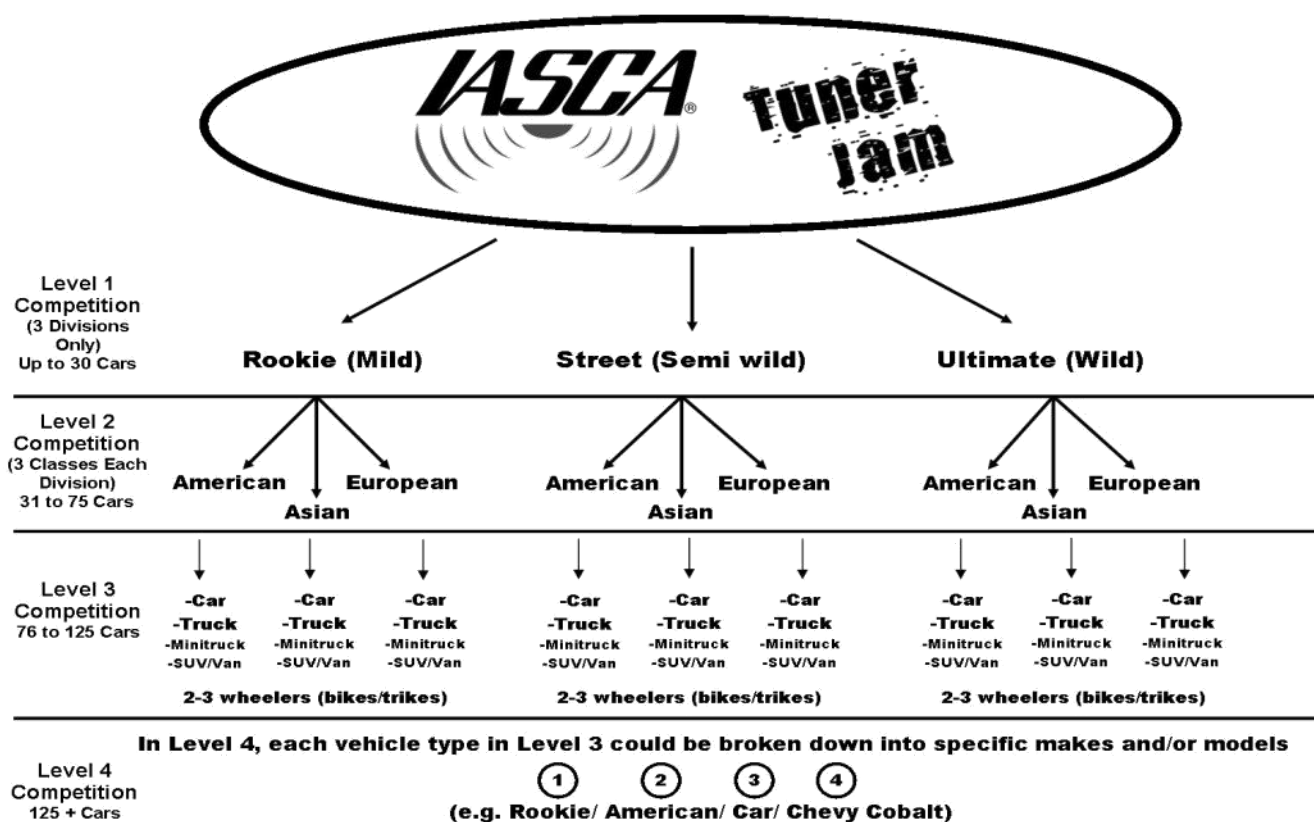 IASCA®
Tuner
Jam
Level 1
Competition
(3 Divisions
Only)
Up to 30 Cars
Rookie (Mild) Street (Semi wild) Ultimate (Wild)
Level 2
Competition
(3 Classes Each
Division)
31 to 75 Cars
American European American European American European
Asian Asian Asian
Level 3
Competition
76 to 125 Cars
-Car -Car -Car -Car -Car -Car -Car -Car -Car
-Truck -Truck -Truck -Truck -Truck -Truck -Truck -Truck -Truck
-Minitruck -Minitruck -Minitruck -Minitruck -Minitruck -Minitruck -Minitruck -Minitruck -Minitruck
-SUV/Van -SUV/Van -SUV/Van -SUV/Van -SUV/Van -SUV/Van -SUV/Van -SUV/Van -SUV/Van
2-3 wheelers (bikes/trikes) 2-3 wheelers (bikes/trikes) 2-3 wheelers (bikes/trikes)
In Level 4, each vehicle type in Level 3 could be broken down into specific makes and/or models
Level 4
Competition
125 + Cars
1 2 3 4
(e.g. Rookie/ American/ Car/ Chevy Cobalt)